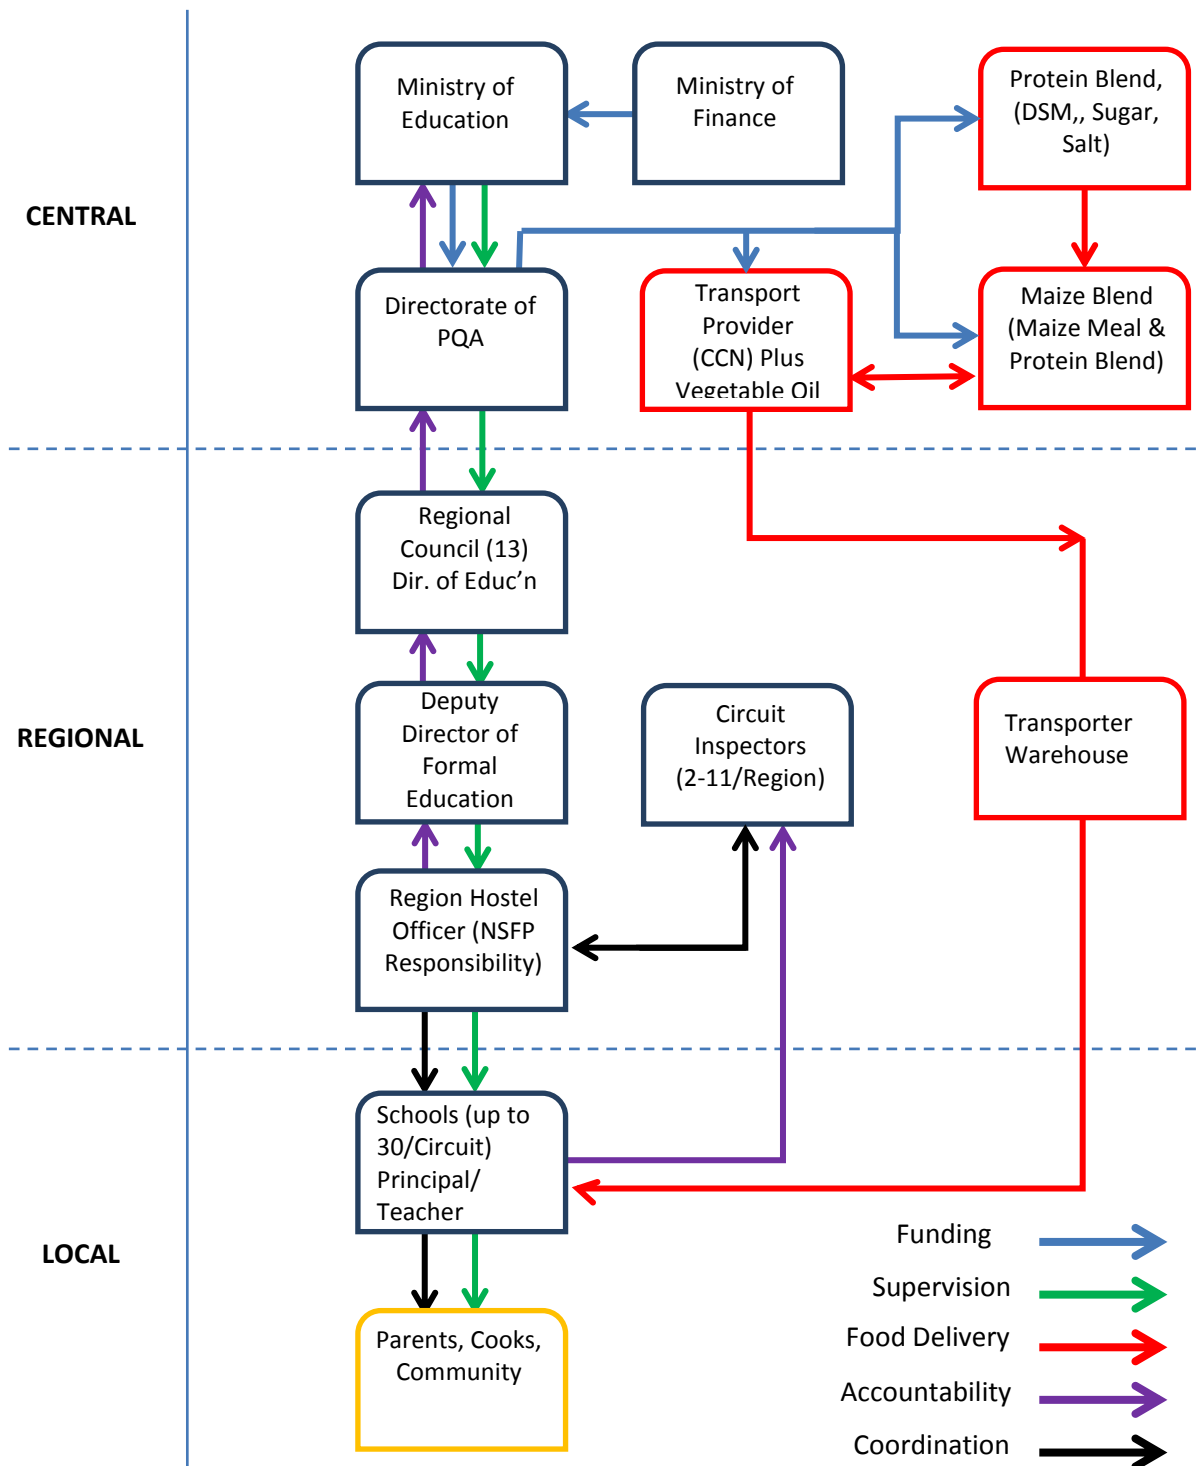 Ministry of
Education
Ministry of
Finance
Protein Blend,
(DSM,, Sugar,
Salt)
CENTRAL
Directorate of
PQA
Transport
Provider
(CCN) Plus
Vegetable Oil
Maize Blend
(Maize Meal &
Protein Blend)
Regional
Council (13)
Dir. of Educ’n
REGIONAL
Deputy
Director of
Formal
Education
Circuit
Inspectors
(2-11/Region)
Transporter
Warehouse
Region Hostel
Officer (NSFP
Responsibility)
Schools (up to
30/Circuit)
Principal/
Teacher
LOCAL
Parents, Cooks,
Community
Funding
Supervision
Food Delivery
Accountability
Coordination